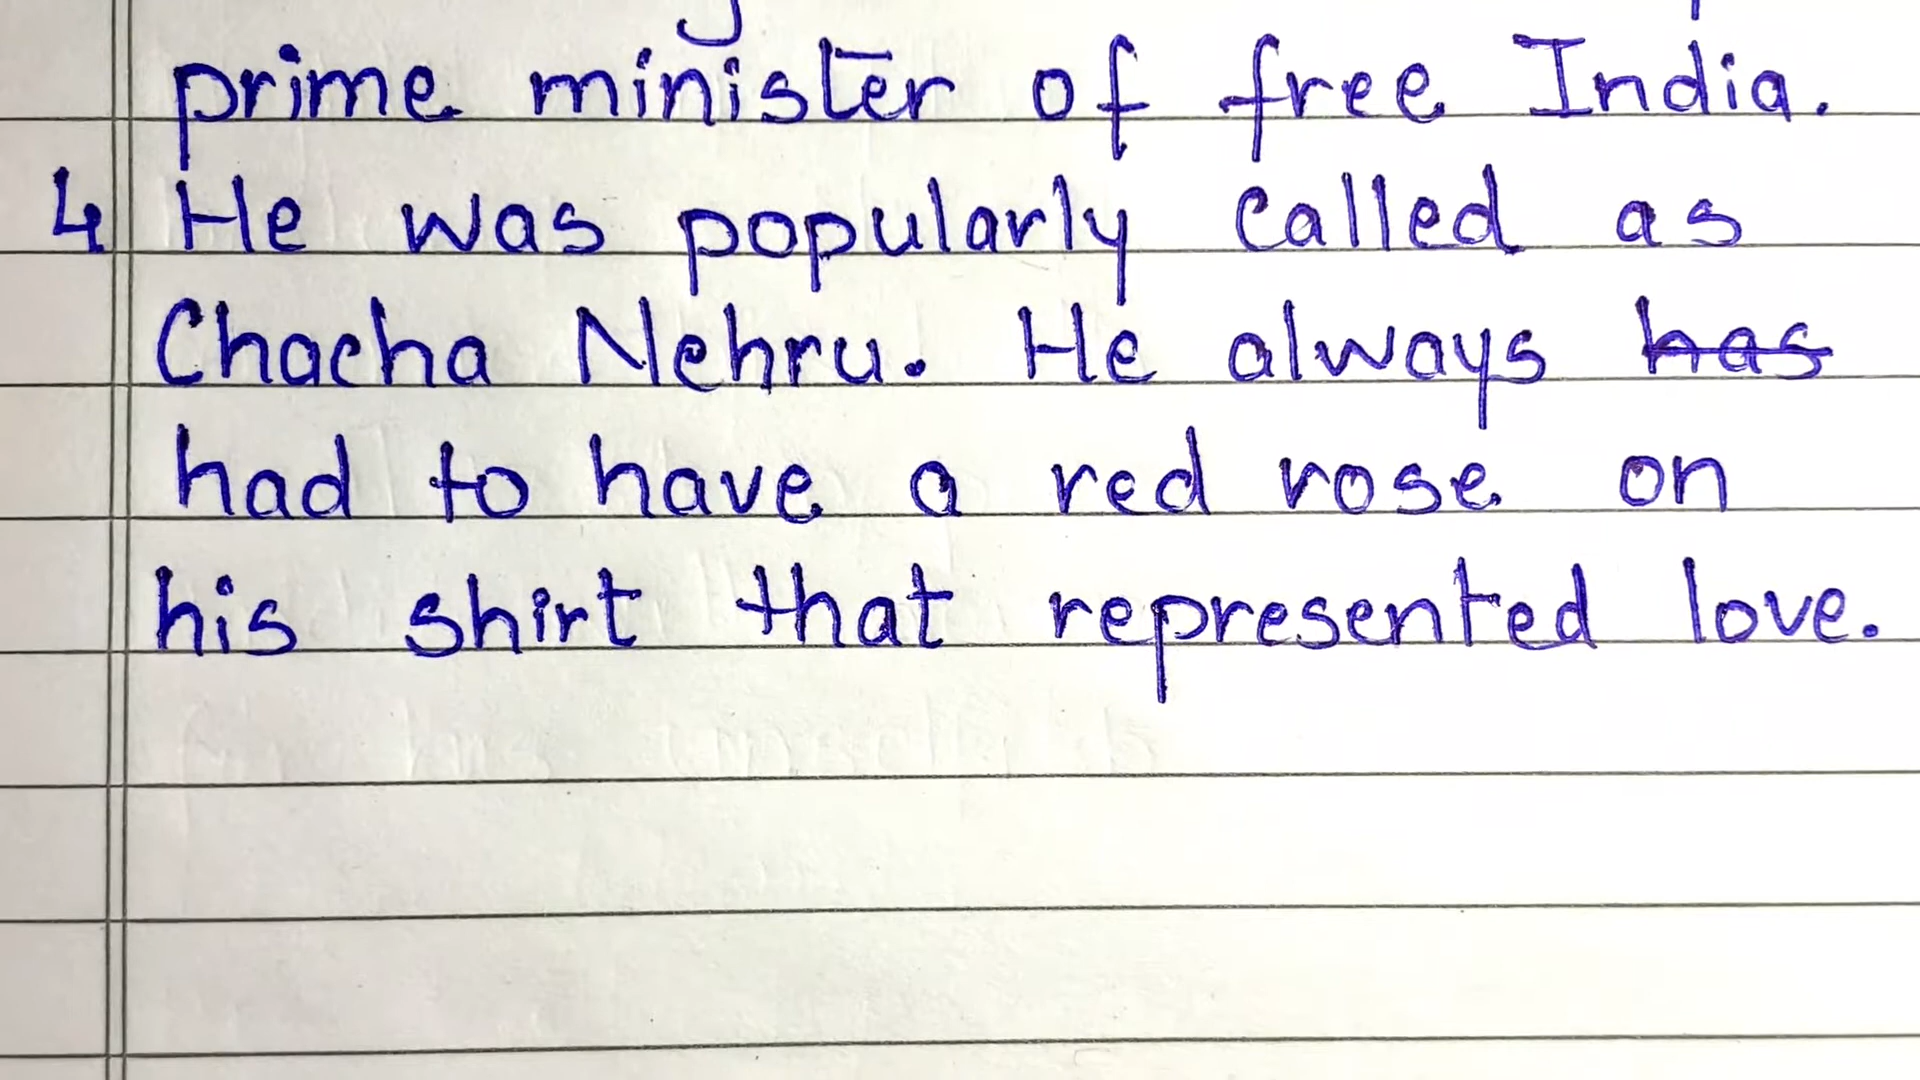 prime minister of free India.
4 He was popularly called as
Chacha Nehru. He always has
had to have a red rose on
his shirt that represented love.